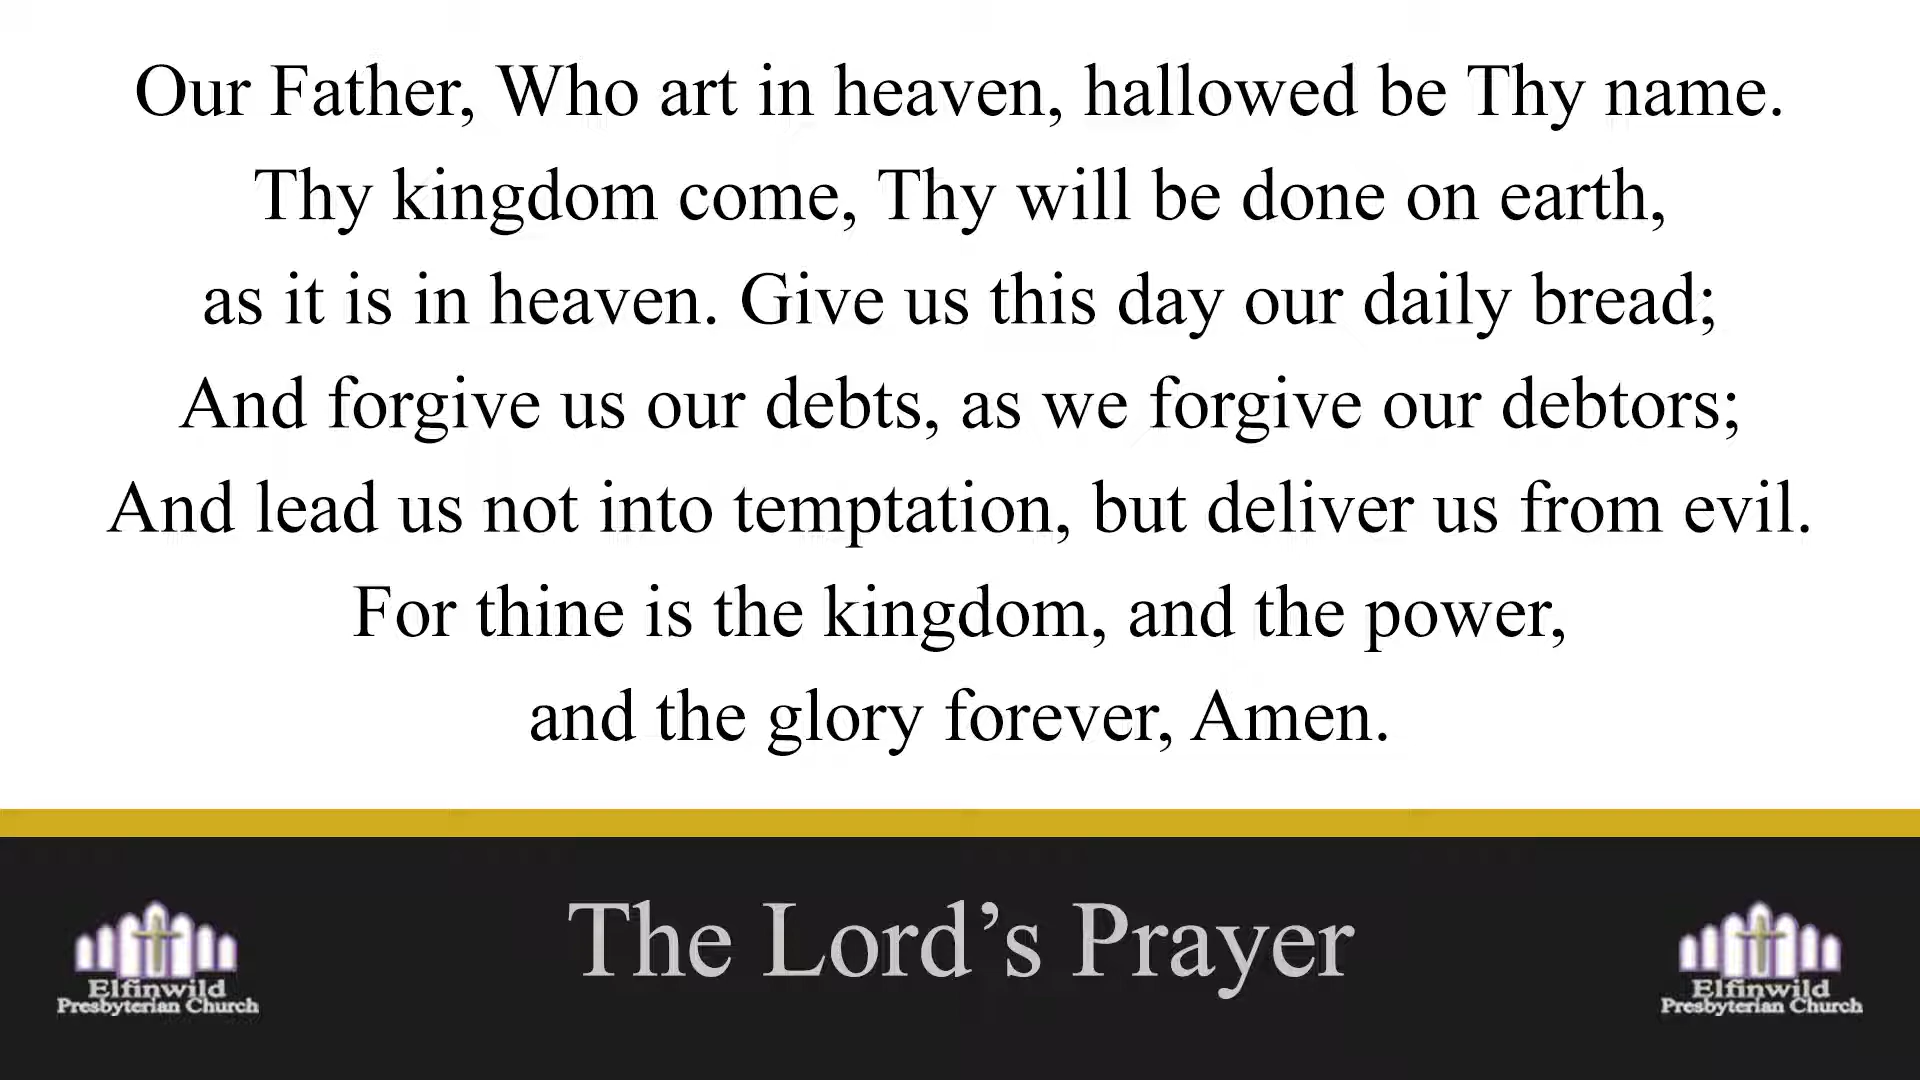 Our Father, Who art in heaven, hallowed be Thy name.
Thy kingdom come, Thy will be done on earth,
as it is in heaven. Give us this day our daily bread;
And forgive us our debts, as we forgive our debtors;
And lead us not into temptation, but deliver us from evil.
For thine is the kingdom, and the power,
and the glory forever, Amen.
The Lord’s Prayer
Elfinwild
Presbyterian Church
Elfinwild
Presbyterian Church